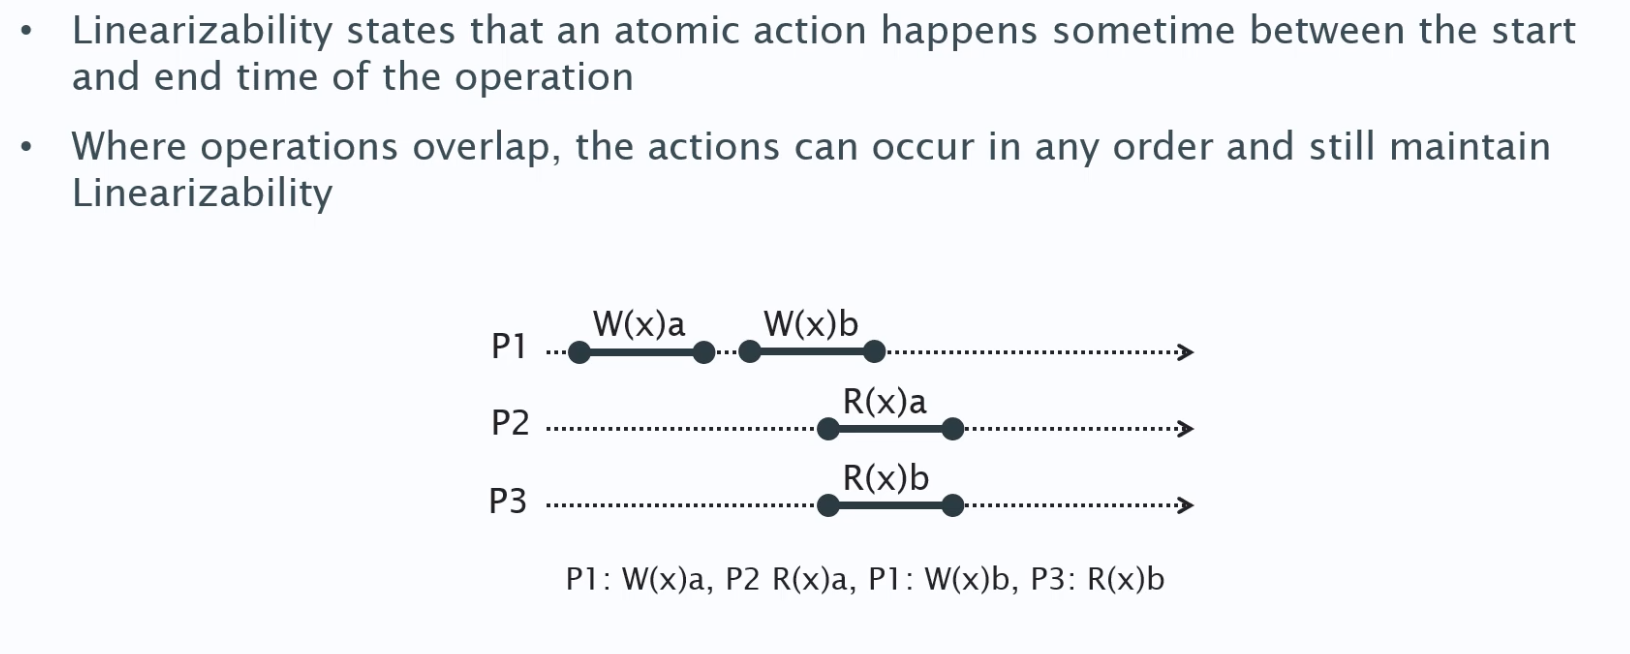 • Linearizability states that an atomic action happens sometime between the start
and end time of the operation
• Where operations overlap, the actions can occur in any order and still maintain
Linearizability
W(x)a W(x)b
P1
R(x)a
P2
R(x)b
P3
P1: W(x)a, P2 R(x)a, P1: W(x)b, P3: R(x)b